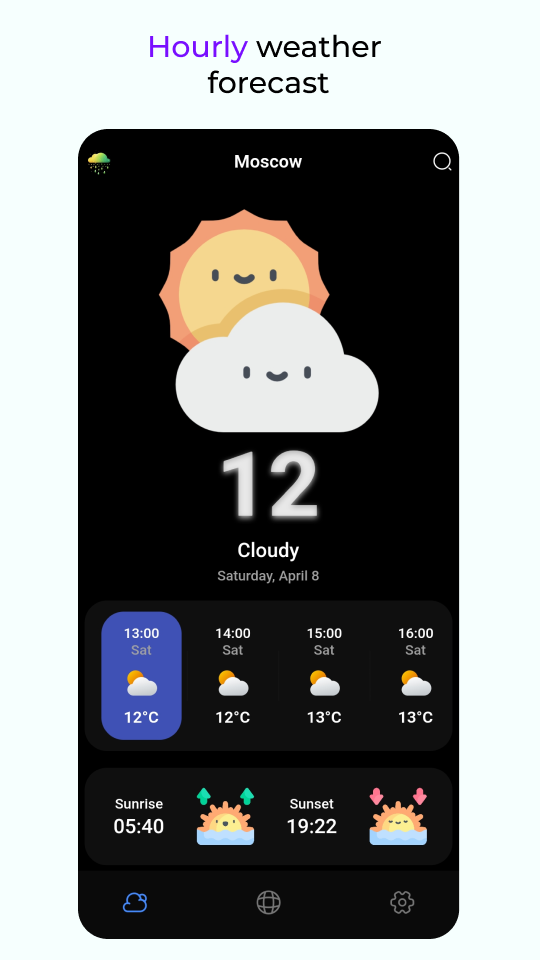 Hourly weather
forecast
Moscow
12
Cloudy
Saturday, April 8
13:00 14:00 15:00 16:00
Sat Sat Sat Sat
12°C 12°C 13°C 13°C
Sunrise Sunset
05:40 19:22